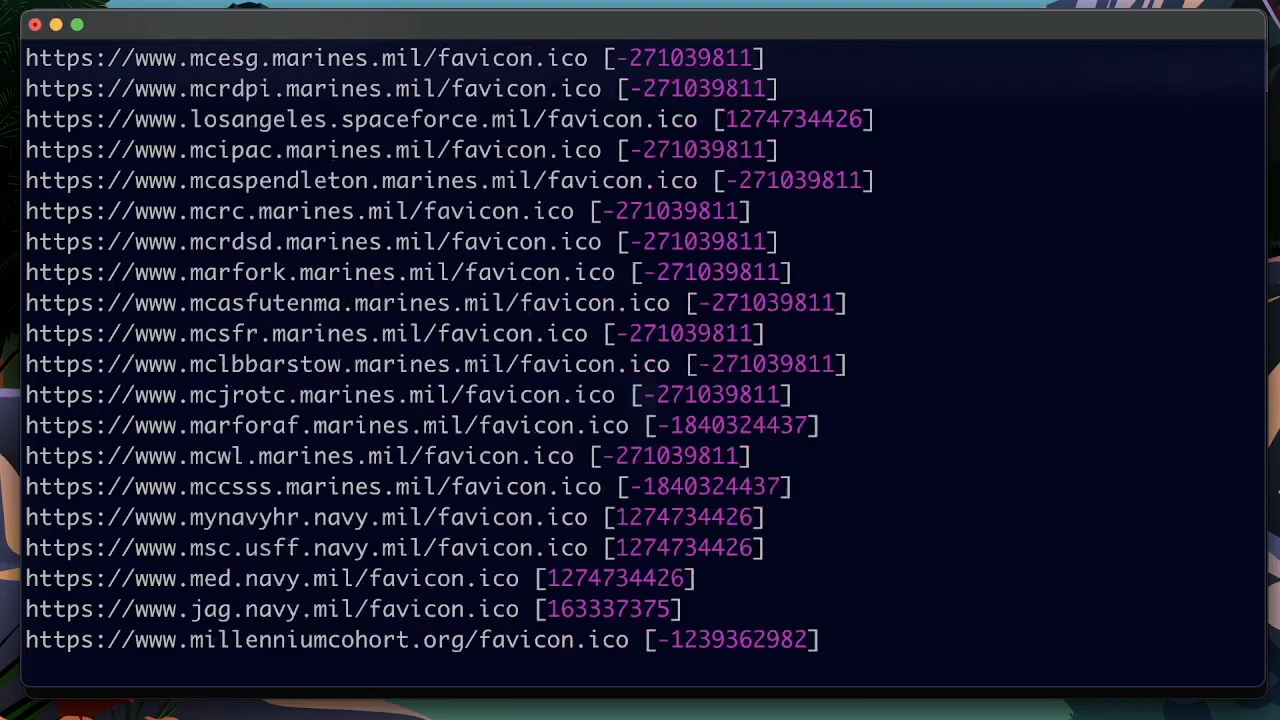 https://www.mcesg.marines.mil/favicon.ico [-271039811]
https://www.mcrdpi.marines.mil/favicon.ico [-271039811]
https://www.losangeles.spaceforce.mil/favicon.ico [1274734426]
https://www.mcipac.marines.mil/favicon.ico [-271039811]
https://www.mcaspendleton.marines.mil/favicon.ico [-271039811]
https://www.mcrc.marines.mil/favicon.ico [-271039811]
https://www.mcrdsd.marines.mil/favicon.ico [-271039811]
https://www.marfork.marines.mil/favicon.ico [-271039811]
https://www.mcasfutenma.marines.mil/favicon.ico [-271039811]
https://www.mcsfr.marines.mil/favicon.ico [-271039811]
https://www.mclbbarstow.marines.mil/favicon.ico [-271039811]
https://www.mcjrotc.marines.mil/favicon.ico [-271039811]
https://www.marforaf.marines.mil/favicon.ico [-1840324437]
https://www.mcwl.marines.mil/favicon.ico [-271039811]
https://www.mccsss.marines.mil/favicon.ico [-1840324437]
https://www.mynavyhr.navy.mil/favicon.ico [1274734426]
https://www.msc.usff.navy.mil/favicon.ico [1274734426]
https://www.med.navy.mil/favicon.ico [1274734426]
https://www.jag.navy.mil/favicon.ico [163337375]
https://www.millenniumcohort.org/favicon.ico [-1239362982]